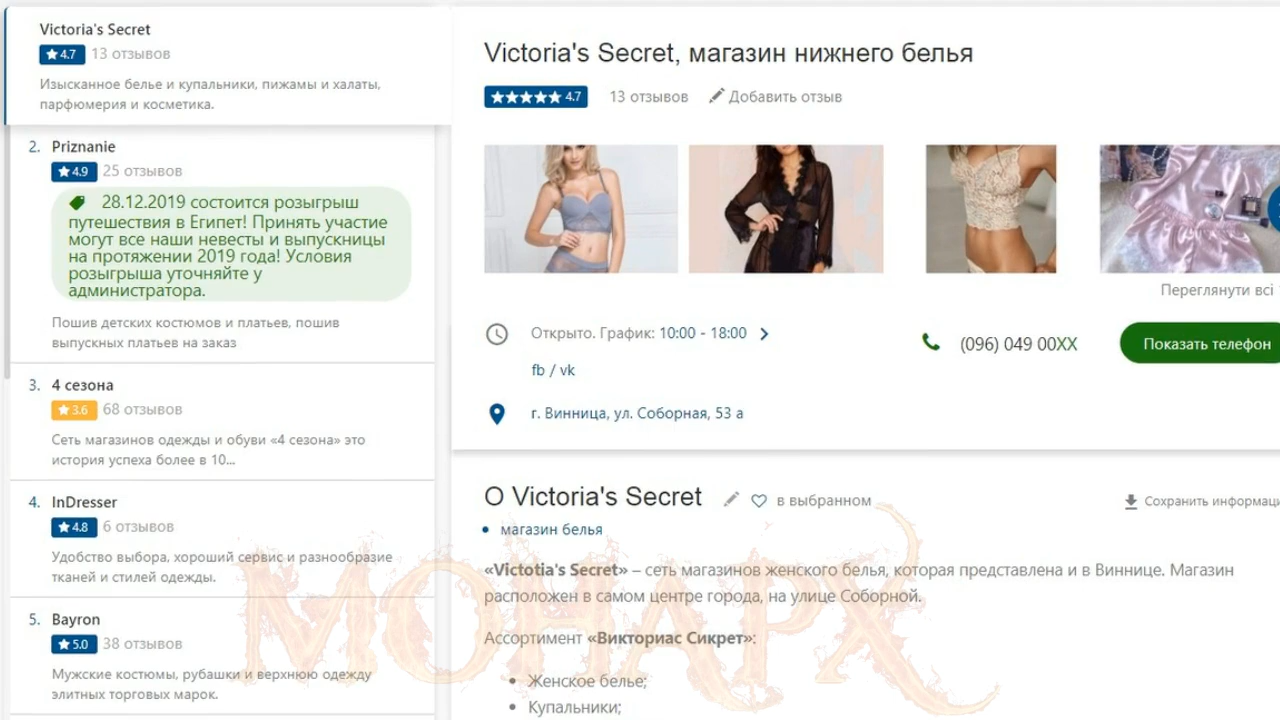 Victoria's Secret
4.7 13 отзывов
Изысканное белье и купальники, пижамы и халаты,
парфюмерия и косметика.
2. Priznanie
4.9 25 отзывов
28.12.2019 состоится розыгрыш
путешествия в Египет! Принять участие
могут все наши невесты и выпускницы
на протяжении 2019 года! Условия
розыгрыша уточняйте у
администратора.
Пошив детских костюмов и платьев, пошив
выпускных платьев на заказ
3. 4 сезона
3.6 68 отзывов
Сеть магазинов одежды и обуви «4 сезона» это
история успеха более в 10...
4. InDresser
4.8 6 отзывов
Удобство выбора, хороший сервис и разнообразие
тканей и стилей одежды.
5. Bayron
5.0 38 отзывов
Мужские костюмы, рубашки и верхнюю одежду
элитных торговых марок.
Victoria's Secret, магазин нижнего белья
4.7 13 отзывов Добавить отзыв
Переглянути всі
Открыто. График: 10:00 - 18:00
(096) 049 00XX Показать телефон
fb / vk
г. Винница, ул. Соборная, 53 а
О Victoria's Secret в выбранном Сохранить информаци
магазин белья
«Victotia's Secret» – сеть магазинов женского белья, которая представлена и в Виннице. Магазин
расположен в самом центре города, на улице Соборной.
Ассортимент «Викториас Сикрет»:
Женское белье;
Купальники;
МОНАРХ